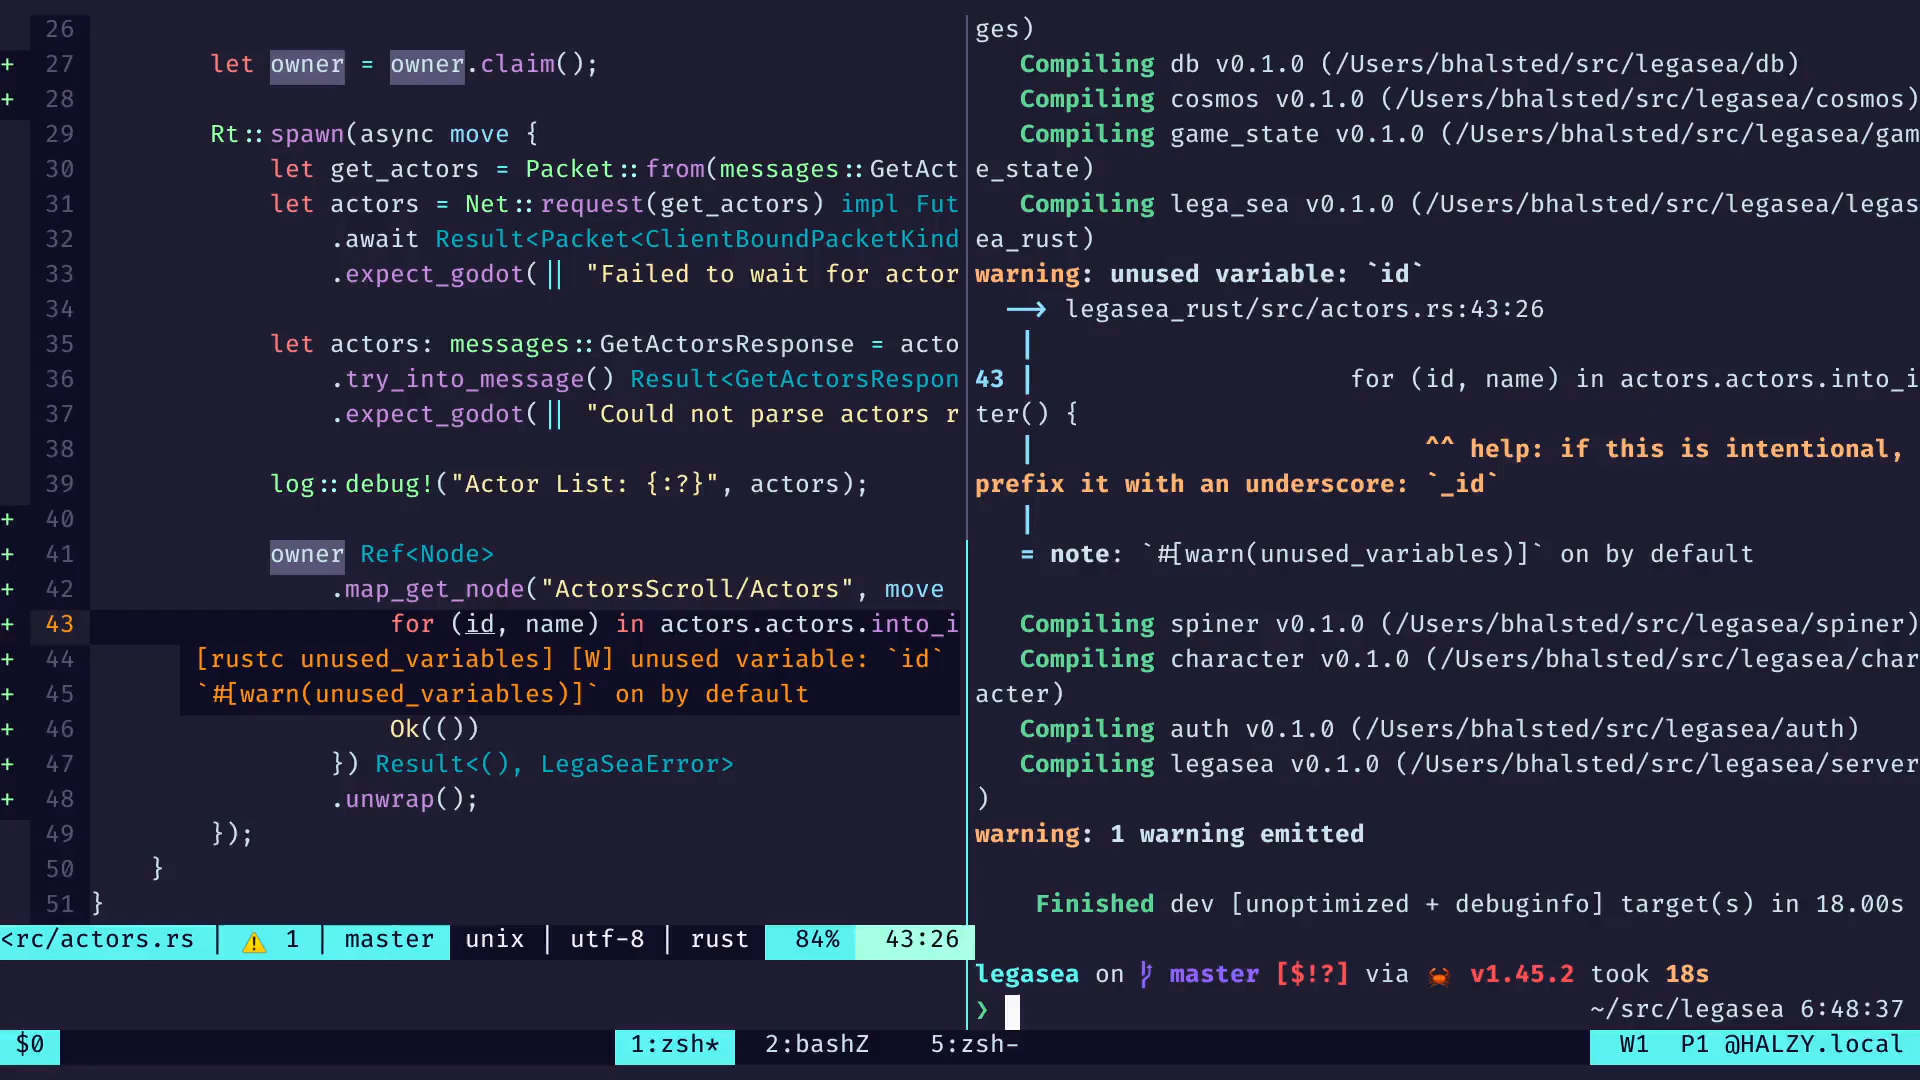 26
+ 27 let owner = owner.claim();
+ 28
29 Rt::spawn(async move {
30 let get_actors = Packet::from(messages::GetAct
31 let actors = Net::request(get_actors) impl Fut
32 .await Result<Packet<ClientBoundPacketKind
33 .expect_godot(|| "Failed to wait for actor
34
35 let actors: messages::GetActorsResponse = acto
36 .try_into_message() Result<GetActorsRespon
37 .expect_godot(|| "Could not parse actors r
38
39 log::debug!("Actor List: {:?}", actors);
+ 40
+ 41 owner Ref<Node>
+ 42 .map_get_node("ActorsScroll/Actors", move
+ 43 for (id, name) in actors.actors.into_i
+ 44 [rustc unused_variables] [W] unused variable: `id`
+ 45 `#[warn(unused_variables)]` on by default
+ 46 Ok(())
+ 47 }) Result<(), LegaSeaError>
+ 48 .unwrap();
49 });
50 }
51 }
<rc/actors.rs | ⚠ 1 | master unix | utf-8 | rust 84% 43:26
ges)
Compiling db v0.1.0 (/Users/bhalsted/src/legasea/db)
Compiling cosmos v0.1.0 (/Users/bhalsted/src/legasea/cosmos)
Compiling game_state v0.1.0 (/Users/bhalsted/src/legasea/gam
e_state)
Compiling lega_sea v0.1.0 (/Users/bhalsted/src/legasea/legas
ea_rust)
warning: unused variable: `id`
--> legasea_rust/src/actors.rs:43:26
|
43 | for (id, name) in actors.actors.into_i
ter() {
| ^^ help: if this is intentional,
prefix it with an underscore: `_id`
|
= note: `#[warn(unused_variables)]` on by default
Compiling spiner v0.1.0 (/Users/bhalsted/src/legasea/spiner)
Compiling character v0.1.0 (/Users/bhalsted/src/legasea/char
acter)
Compiling auth v0.1.0 (/Users/bhalsted/src/legasea/auth)
Compiling legasea v0.1.0 (/Users/bhalsted/src/legasea/server
)
warning: 1 warning emitted
Finished dev [unoptimized + debuginfo] target(s) in 18.00s
legasea on master [$!?] via 🦀 v1.45.2 took 18s
❯ ~/src/legasea 6:48:37
$0 1:zsh* 2:bashZ 5:zsh- W1 P1 @HALZY.local